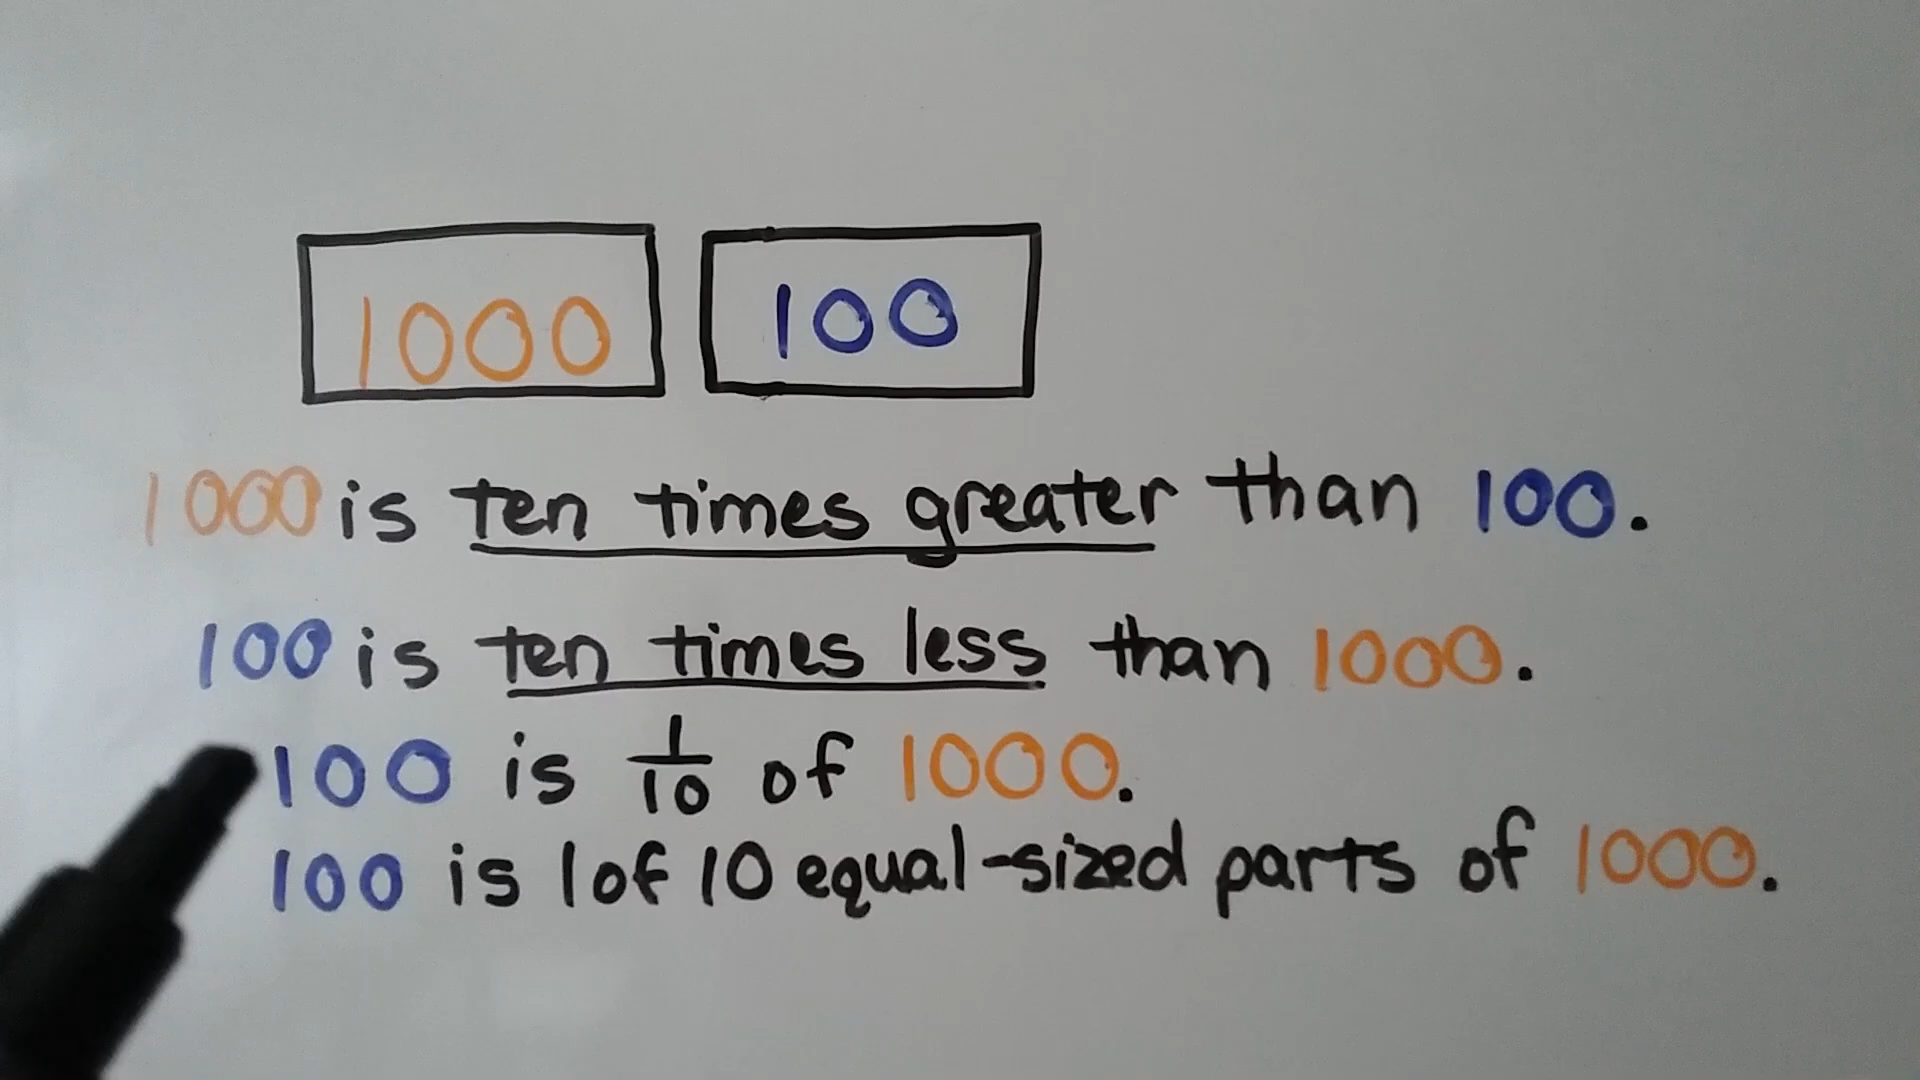 1000 100
1000 is ten times greater than 100.
100 is ten times less than 1000.
100 is 1/10 of 1000.
100 is 1 of 10 equal-sized parts of 1000.